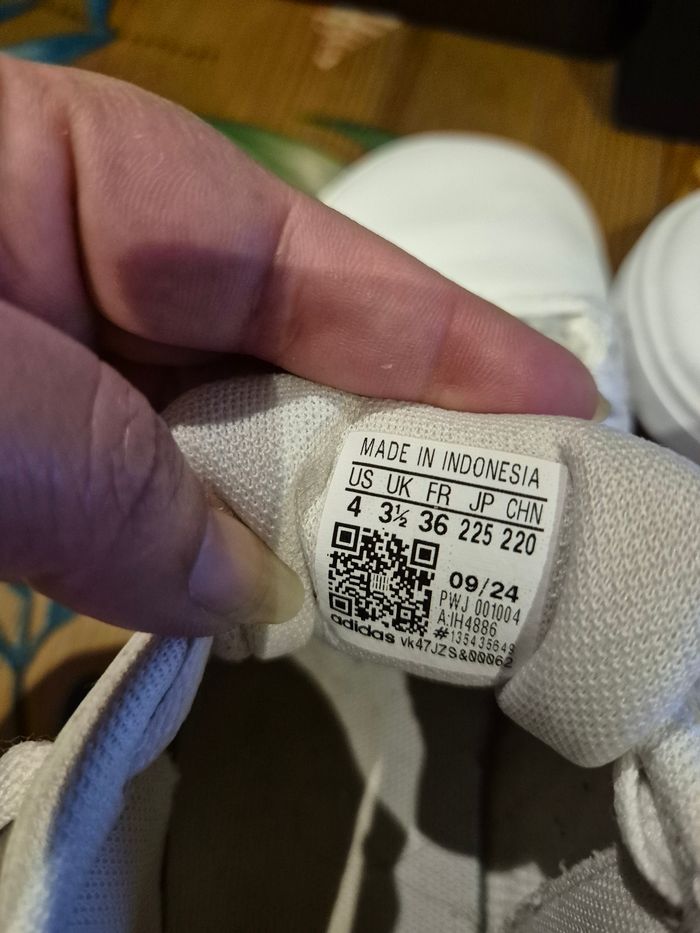 MADE IN INDONESIA
US UK FR JP CHN
4 3½ 36 225 220
09/24
PWJ 001004
A:IH4886
#135435649
adidas vk47JZS&00062